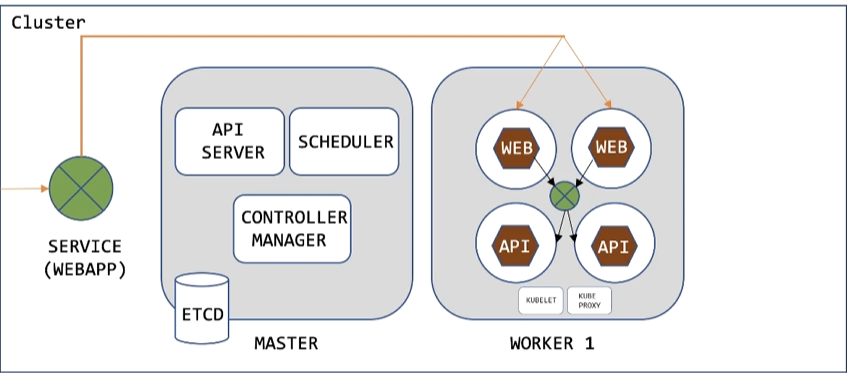 Cluster
API
SERVER
SCHEDULER
CONTROLLER
MANAGER
ETCD
MASTER
SERVICE
(WEBAPP)
WEB
WEB
API
API
KUBELET
KUBE
PROXY
WORKER 1